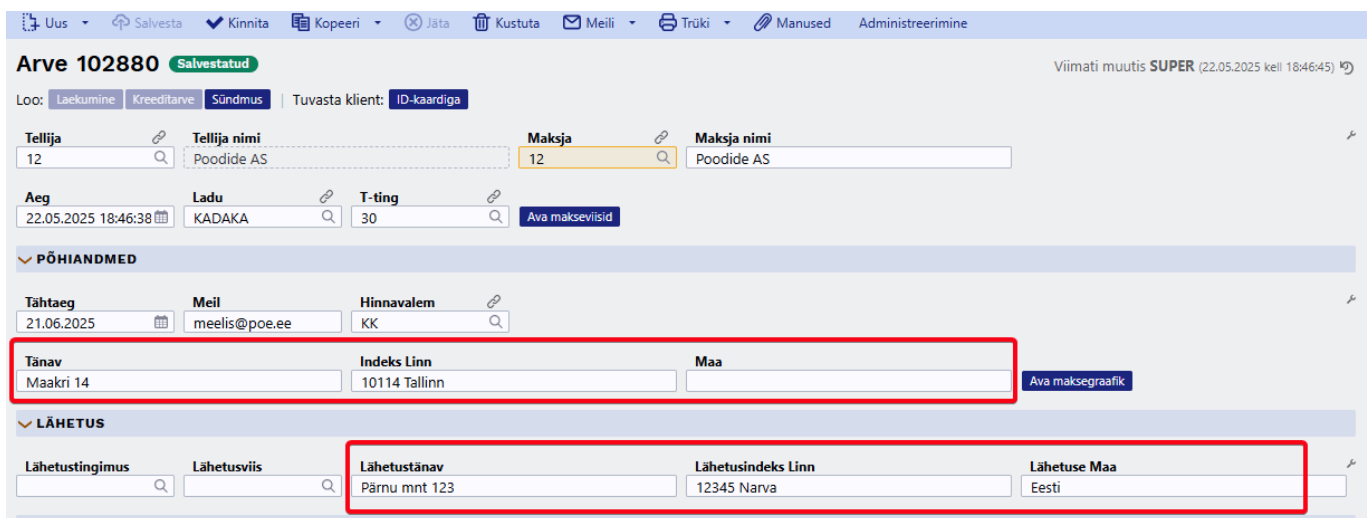 Uus Salvesta Kinnita Kopeeri Jäta Kustuta Meili Trüki Manused Administreerimine
Arve 102880 Salvestatud Viimati muutis SUPER (22.05.2025 kell 18:46:45)
Loo: Laekumine Kreeditarve Sündmus | Tuvasta klient: ID-kaardiga
Tellija Tellija nimi Maksja Maksja nimi
12 Poodide AS 12 Poodide AS
Aeg Ladu T-ting
22.05.2025 18:46:38 KADAKA 30 Ava makseviisid
PÕHIANDMED
Tähtaeg Meil Hinnavalem
21.06.2025 meelis@poe.ee KK
Tänav Indeks Linn Maa
Maakri 14 10114 Tallinn Ava maksegraafik
LÄHETUS
Lähetustingimus Lähetusviis Lähetustänav Lähetusindeks Linn Lähetuse Maa
Pärnu mnt 123 12345 Narva Eesti